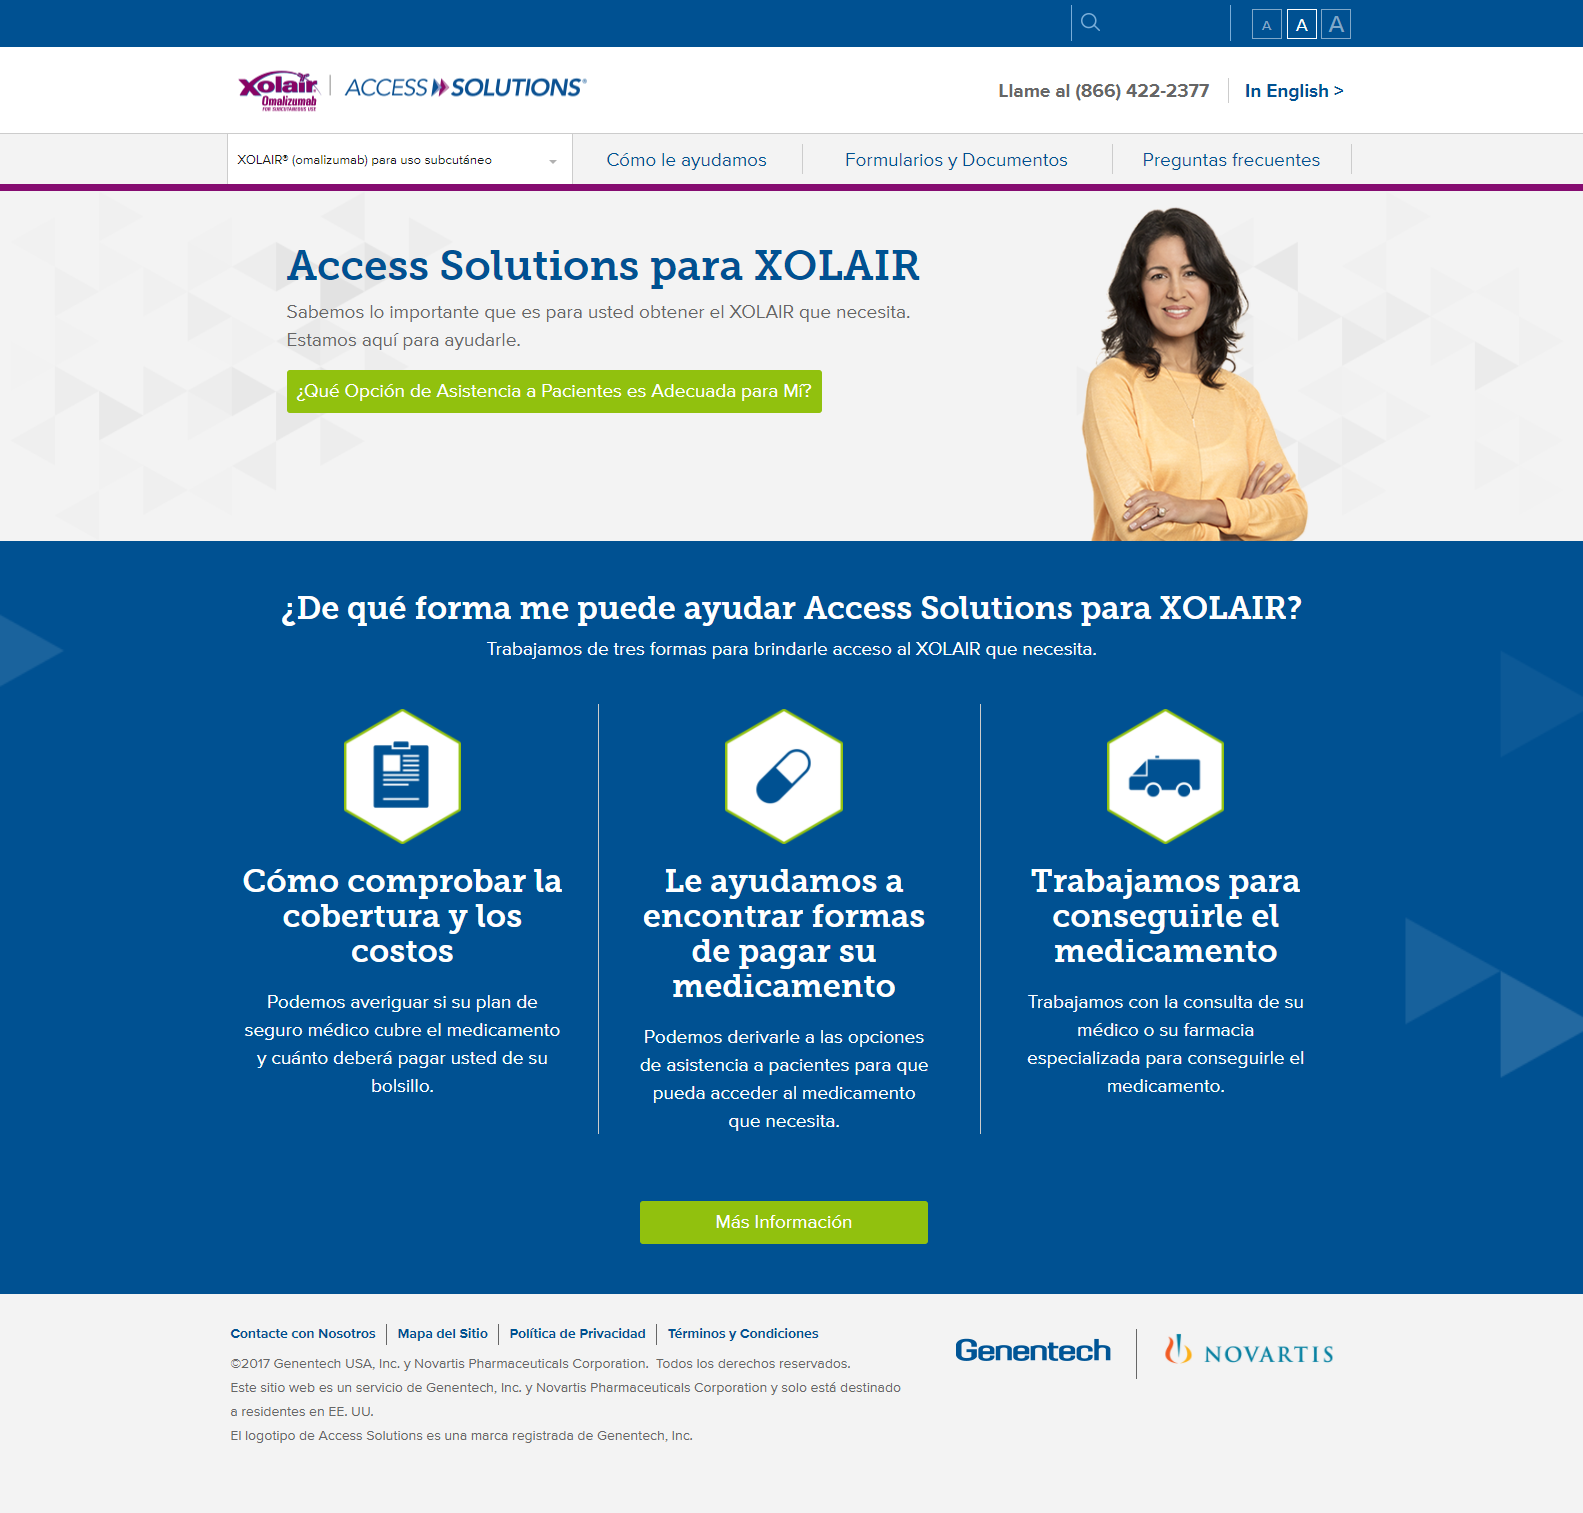 A A A
Xolair
Omalizumab
FOR SUBCUTANEOUS USE
ACCESS SOLUTIONS®
Llame al (866) 422-2377
In English >
XOLAIR® (omalizumab) para uso subcutáneo
Cómo le ayudamos
Formularios y Documentos
Preguntas frecuentes
Access Solutions para XOLAIR
Sabemos lo importante que es para usted obtener el XOLAIR que necesita.
Estamos aquí para ayudarle.
¿Qué Opción de Asistencia a Pacientes es Adecuada para Mí?
¿De qué forma me puede ayudar Access Solutions para XOLAIR?
Trabajamos de tres formas para brindarle acceso al XOLAIR que necesita.
Cómo comprobar la
cobertura y los
costos
Podemos averiguar si su plan de
seguro médico cubre el medicamento
y cuánto deberá pagar usted de su
bolsillo.
Le ayudamos a
encontrar formas
de pagar su
medicamento
Podemos derivarle a las opciones
de asistencia a pacientes para que
pueda acceder al medicamento
que necesita.
Trabajamos para
conseguirle el
medicamento
Trabajamos con la consulta de su
médico o su farmacia
especializada para conseguirle el
medicamento.
Más Información
Contacte con Nosotros
Mapa del Sitio
Política de Privacidad
Términos y Condiciones
©2017 Genentech USA, Inc. y Novartis Pharmaceuticals Corporation. Todos los derechos reservados.
Este sitio web es un servicio de Genentech, Inc. y Novartis Pharmaceuticals Corporation y solo está destinado
a residentes en EE. UU.
El logotipo de Access Solutions es una marca registrada de Genentech, Inc.
Genentech
NOVARTIS